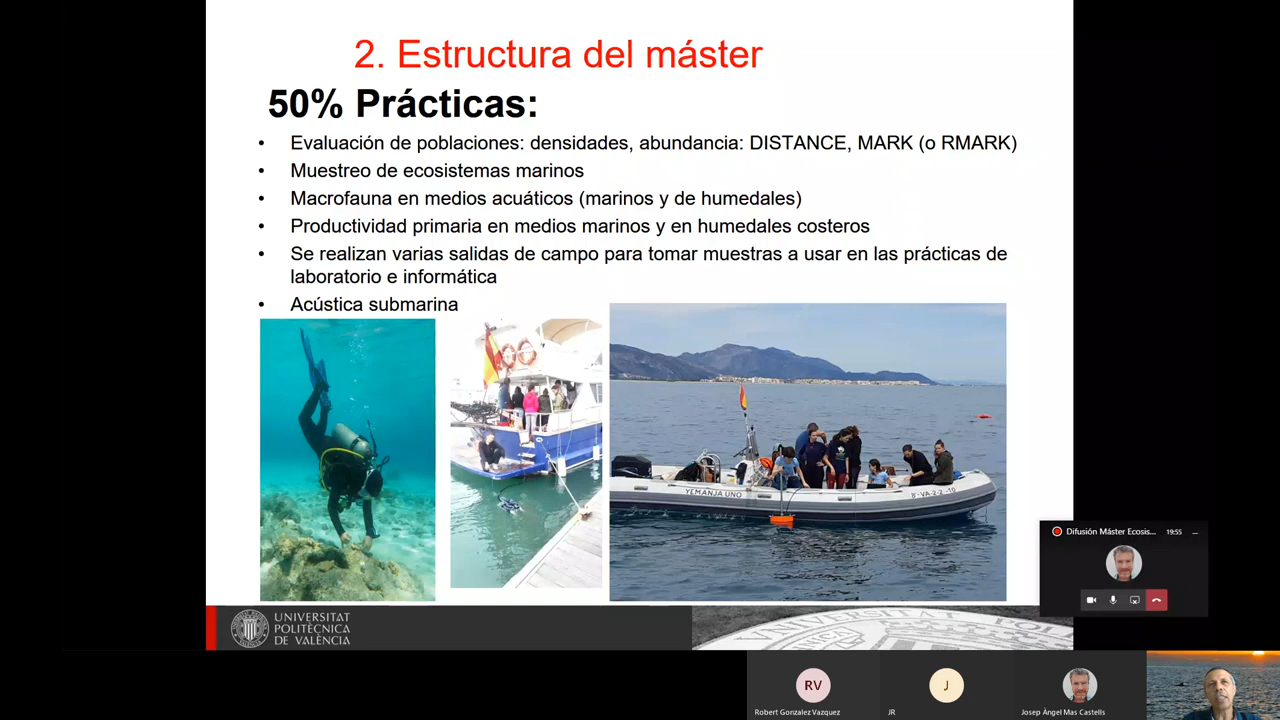 2. Estructura del máster
50% Prácticas:
• Evaluación de poblaciones: densidades, abundancia: DISTANCE, MARK (o RMARK)
• Muestreo de ecosistemas marinos
• Macrofauna en medios acuáticos (marinos y de humedales)
• Productividad primaria en medios marinos y en humedales costeros
• Se realizan varias salidas de campo para tomar muestras a usar en las prácticas de
laboratorio e informática
• Acústica submarina
YEMANJA UNO
Difusión Máster Ecosis... 19:55
UNIVERSITAT
POLITÈCNICA
DE VALÈNCIA
RV
J
Robert Gonzalez Vazquez
JR
Josep Àngel Mas Castells